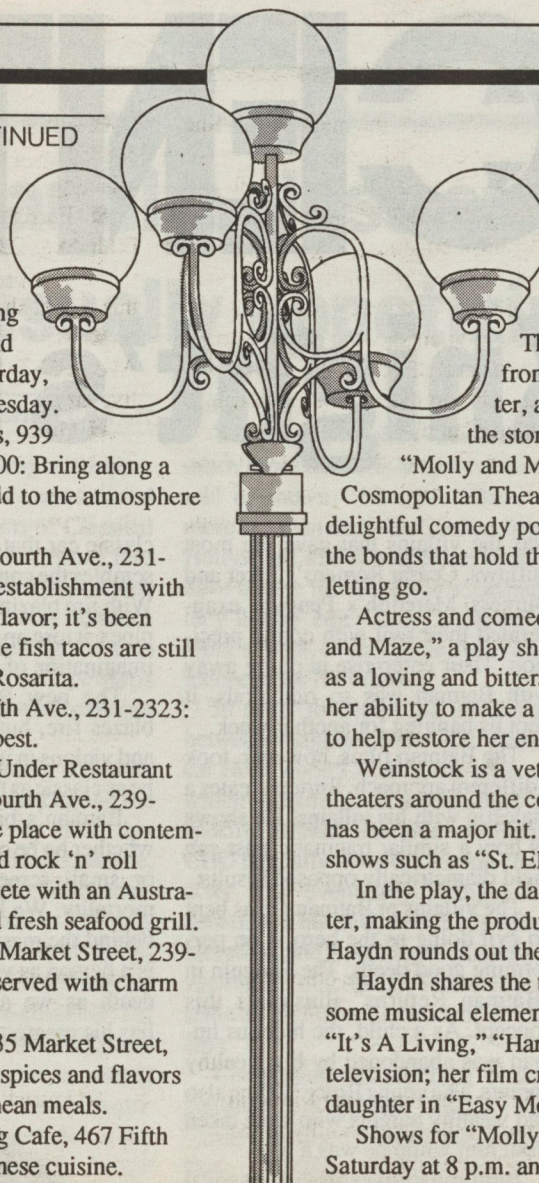 TINUED
ng
d
rday,
esday.
s, 939
00: Bring along a
ld to the atmosphere
ourth Ave., 231-
establishment with
flavor; it's been
e fish tacos are still
Rosarita.
th Ave., 231-2323:
best.
Under Restaurant
ourth Ave., 239-
e place with contem-
d rock 'n' roll
ete with an Austra-
d fresh seafood grill.
Market Street, 239-
served with charm
35 Market Street,
spices and flavors
nean meals.
g Cafe, 467 Fifth
nese cuisine.
Th
from
ter, a
the stor
"Molly and M
Cosmopolitan Thea
delightful comedy po
the bonds that hold th
letting go.
Actress and comed
and Maze," a play sh
as a loving and bitters
her ability to make a
to help restore her en
Weinstock is a vet
theaters around the co
has been a major hit.
shows such as "St. El
In the play, the da
ter, making the produ
Haydn rounds out the
Haydn shares the
some musical elemen
"It's A Living," "Har
television; her film cr
daughter in "Easy Mo
Shows for "Molly
Saturday at 8 p.m. an